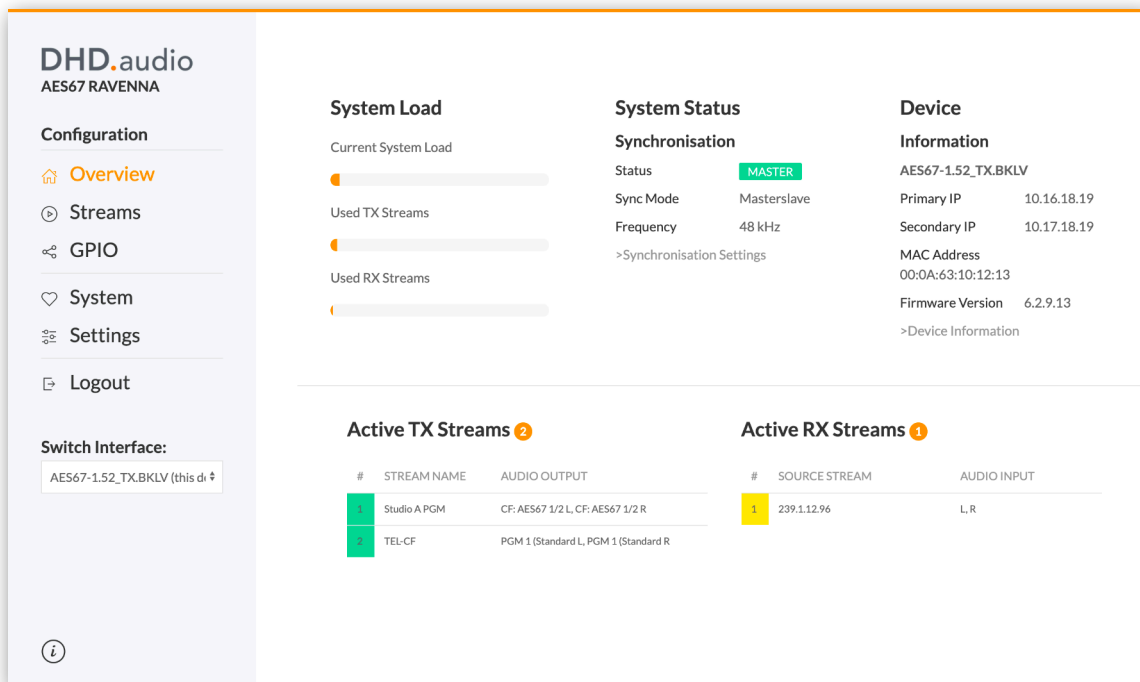 DHD.audio
AES67 RAVENNA
Configuration
Overview
Streams
GPIO
System
Settings
Logout
Switch Interface:
AES67-1.52_TX.BKLV (this d
i
System Load
Current System Load
Used TX Streams
Used RX Streams
System Status
Synchronisation
Status MASTER
Sync Mode Masterslave
Frequency 48 kHz
>Synchronisation Settings
Device
Information
AES67-1.52_TX.BKLV
Primary IP 10.16.18.19
Secondary IP 10.17.18.19
MAC Address
00:0A:63:10:12:13
Firmware Version 6.2.9.13
>Device Information
Active TX Streams 2
# STREAM NAME AUDIO OUTPUT
1 Studio A PGM CF: AES67 1/2 L, CF: AES67 1/2 R
2 TEL-CF PGM 1 (Standard L, PGM 1 (Standard R
Active RX Streams 1
# SOURCE STREAM AUDIO INPUT
1 239.1.12.96 L, R